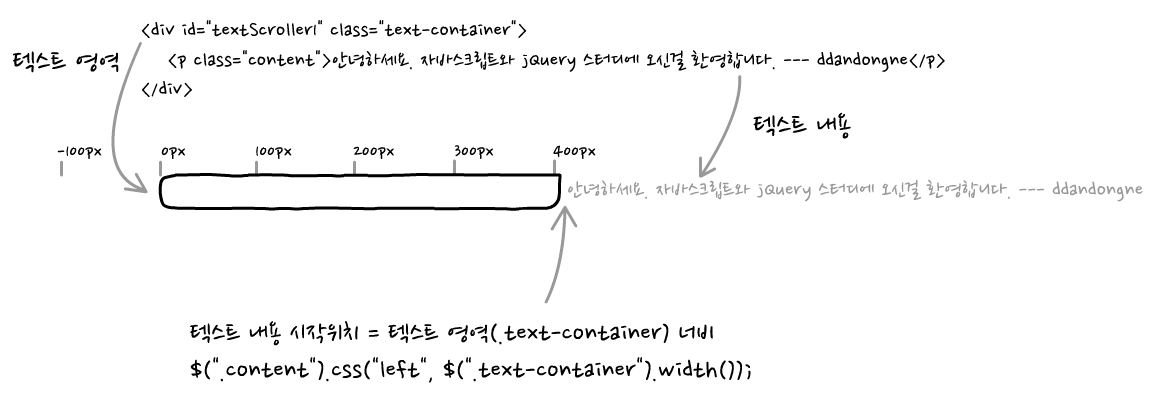 <div id="textScroller1" class="text-container">
텍스트 영역
<p class="content">안녕하세요. 자바스크립트와 jQuery 스터디에 오신걸 환영합니다. --- ddandongne</p>
</div>
텍스트 내용
-100px 0px 100px 200px 300px 400px
안녕하세요. 자바스크립트와 jQuery 스터디에 오신걸 환영합니다. --- ddandongne
텍스트 내용 시작위치 = 텍스트 영역(.text-container) 너비
$(".content").css("left", $(".text-container").width());